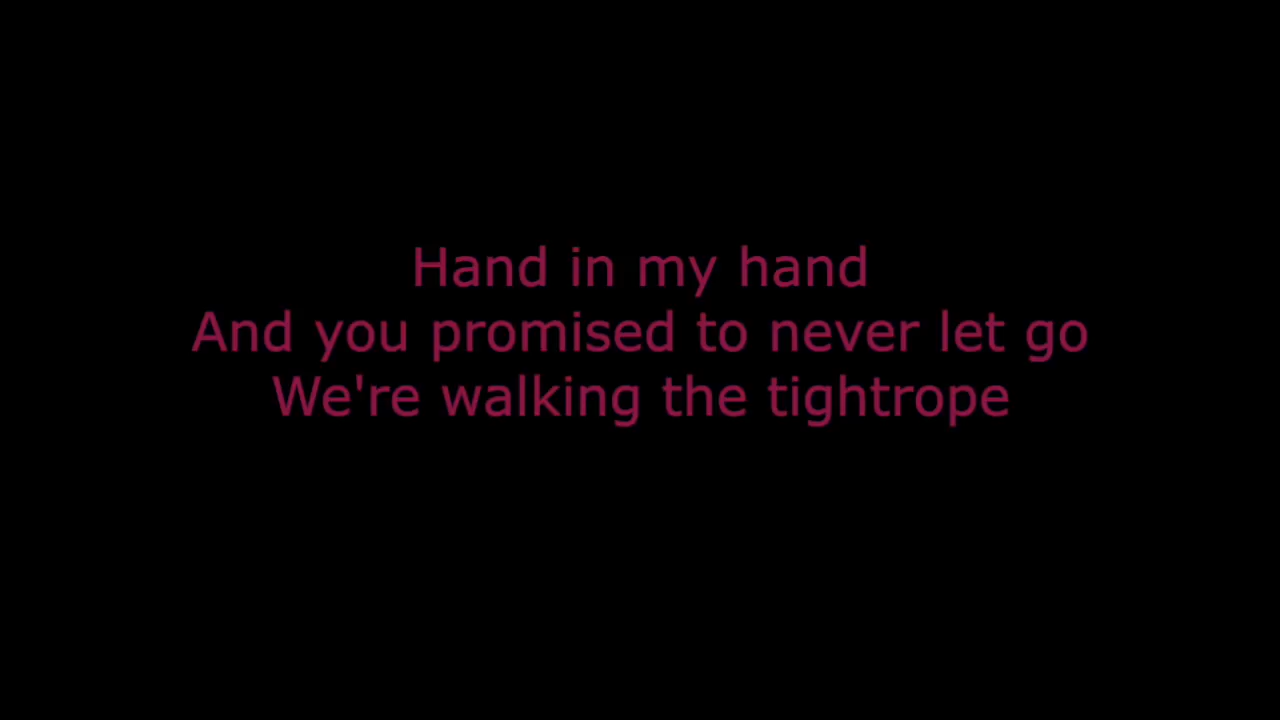 Hand in my hand
And you promised to never let go
We're walking the tightrope